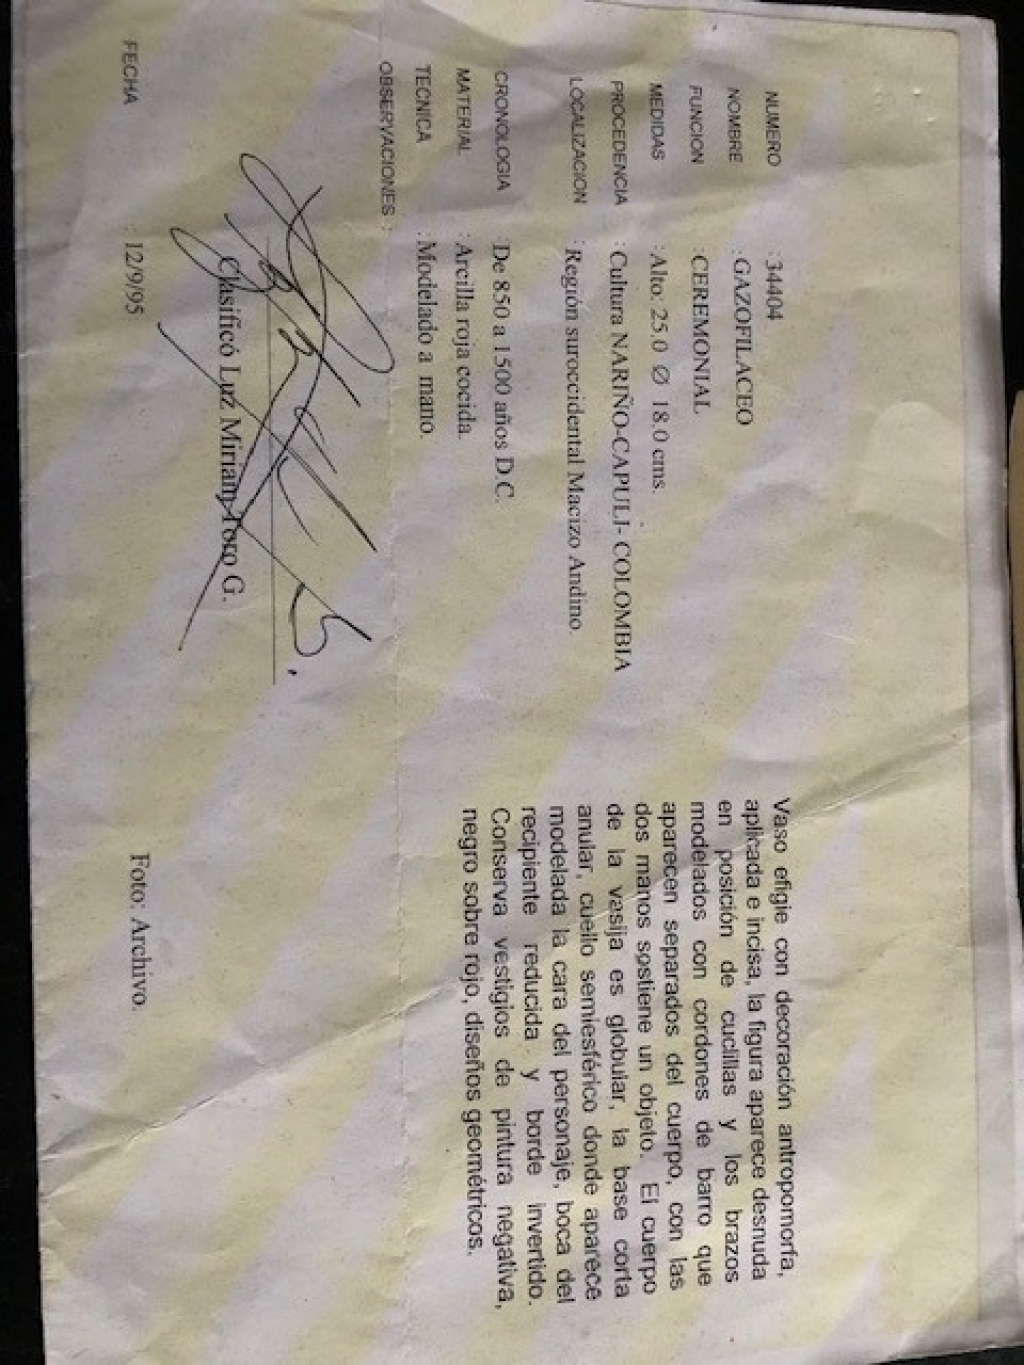 NUMERO : 34404
NOMBRE : GAZOFILACEO
FUNCION : CEREMONIAL
MEDIDAS : Alto: 25.0 Ø 18.0 cms.
PROCEDENCIA : Cultura NARIÑO-CAPULI- COLOMBIA
LOCALIZACION : Región suroccidental Macizo Andino.
CRONOLOGIA : De 850 a 1500 años D.C.
MATERIAL : Arcilla roja cocida.
TECNICA : Modelado a mano.
OBSERVACIONES :
Clasificó Luz Miriam Toro G.
FECHA : 12/9/95
Vaso efigie con decoración antropomorfa,
aplicada e incisa, la figura aparece desnuda
en posición de cuclillas y los brazos
modelados con cordones de barro que
aparecen separados del cuerpo, con las
dos manos sostiene un objeto. El cuerpo
de la vasija es globular, la base corta
anular, cuello semiesférico donde aparece
modelada la cara del personaje, boca del
recipiente reducida y borde invertido.
Conserva vestigios de pintura negativa,
negro sobre rojo, diseños geométricos.
Foto: Archivo.